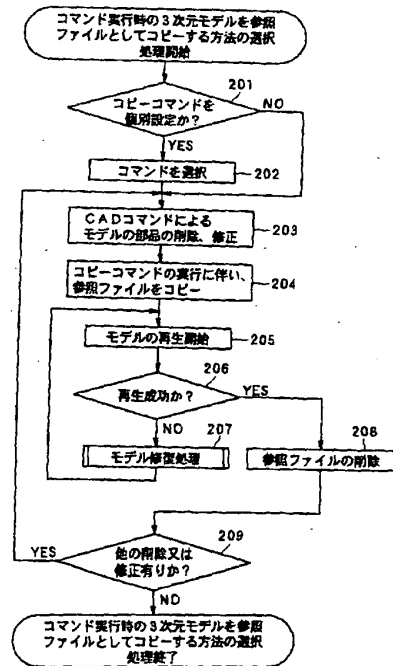 コマンド実行時の3次元モデルを参照
ファイルとしてコピーする方法の選択
処理開始
201
コピーコマンドを
個別設定か?
NO
YES
コマンドを選択
202
CADコマンドによる
モデルの部品の削除、修正
203
コピーコマンドの実行に伴い、
参照ファイルをコピー
204
モデルの再生開始
205
206
再生成功か?
YES
NO
207
モデル修復処理
208
参照ファイルの削除
209
YES
他の削除又は
修正有りか?
NO
コマンド実行時の3次元モデルを参照
ファイルとしてコピーする方法の選択
処理終了